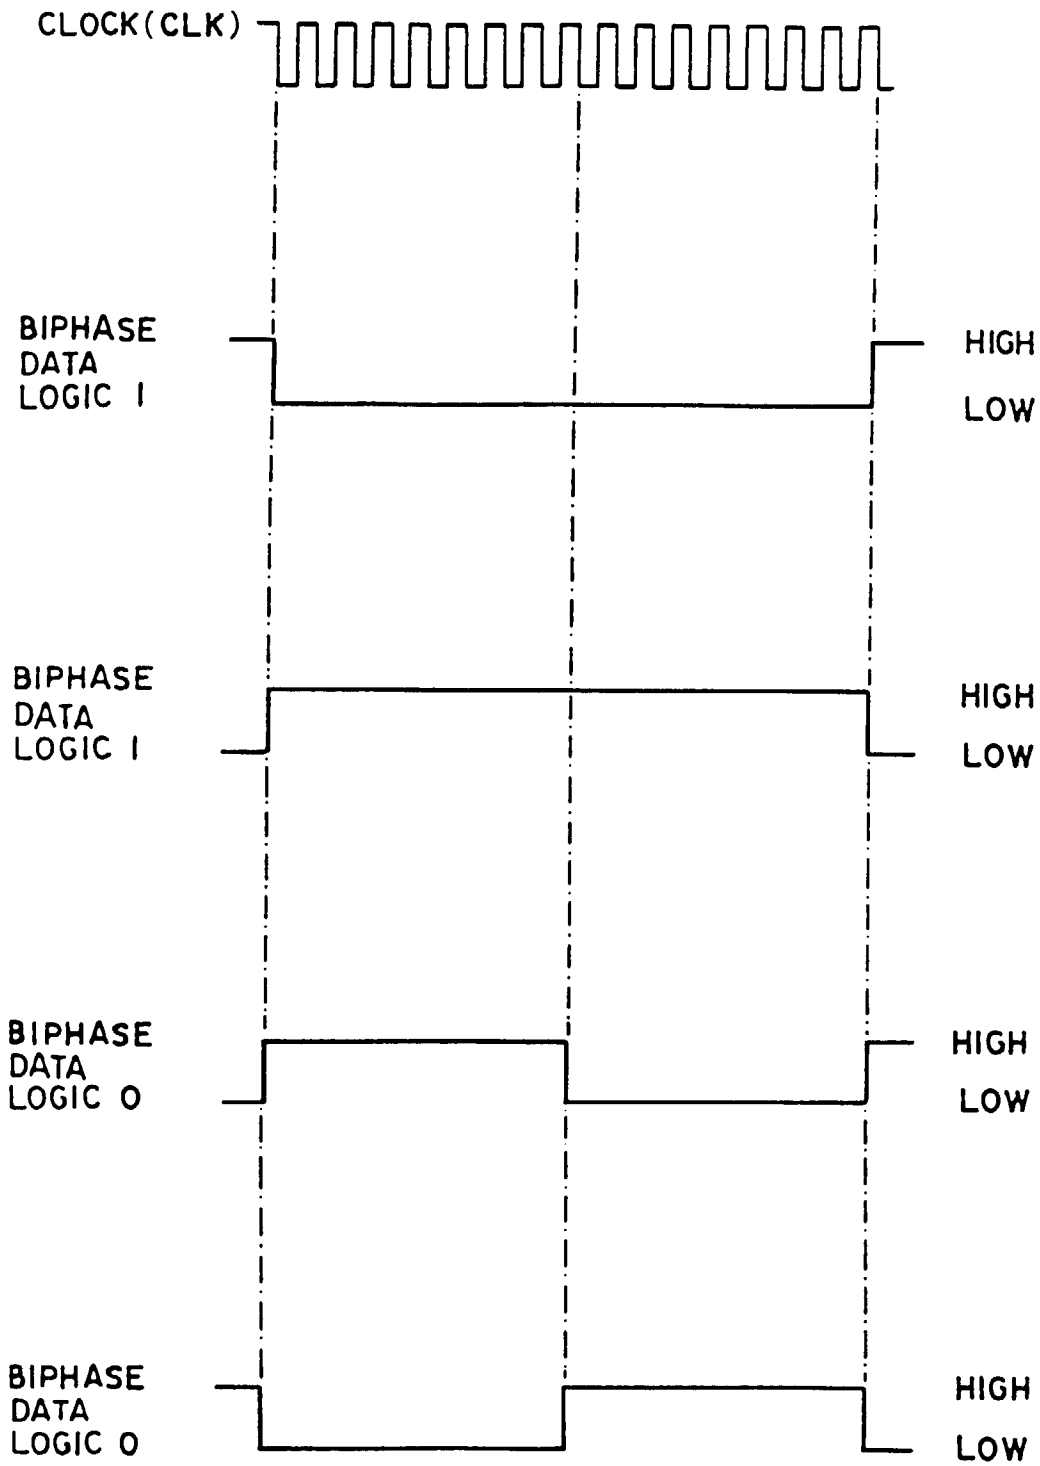 CLOCK(CLK)
BIPHASE
DATA
LOGIC 1
HIGH
LOW
BIPHASE
DATA
LOGIC 1
HIGH
LOW
BIPHASE
DATA
LOGIC 0
HIGH
LOW
BIPHASE
DATA
LOGIC 0
HIGH
LOW